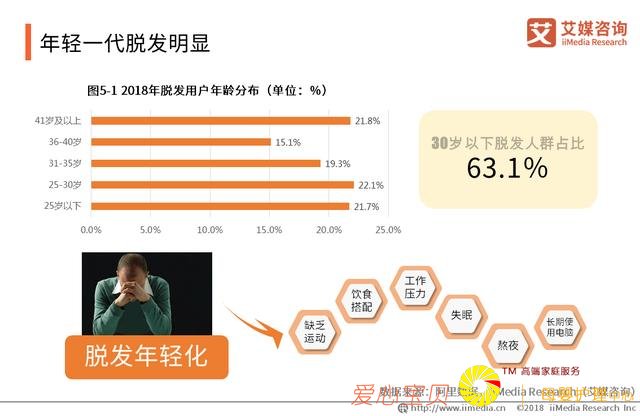 年轻一代脱发明显
艾媒咨询
iiMedia Research
图5-1 2018年脱发用户年龄分布（单位：%）
41岁及以上
21.8%
36-40岁
15.1%
31-35岁
19.3%
25-30岁
22.1%
25岁以下
21.7%
0.0%
5.0%
10.0%
15.0%
20.0%
25.0%
30岁以下脱发人群占比
63.1%
脱发年轻化
缺乏
运动
饮食
搭配
工作
压力
失眠
熬夜
长期使
用电脑
TM 高端家庭服务
爱心宝贝
数据来源：阿里数据、iiMedia Research（艾媒咨询）
http://www.iimedia.cn
©2018 iimedia Research